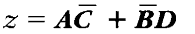 z = AC̅ + B̅D